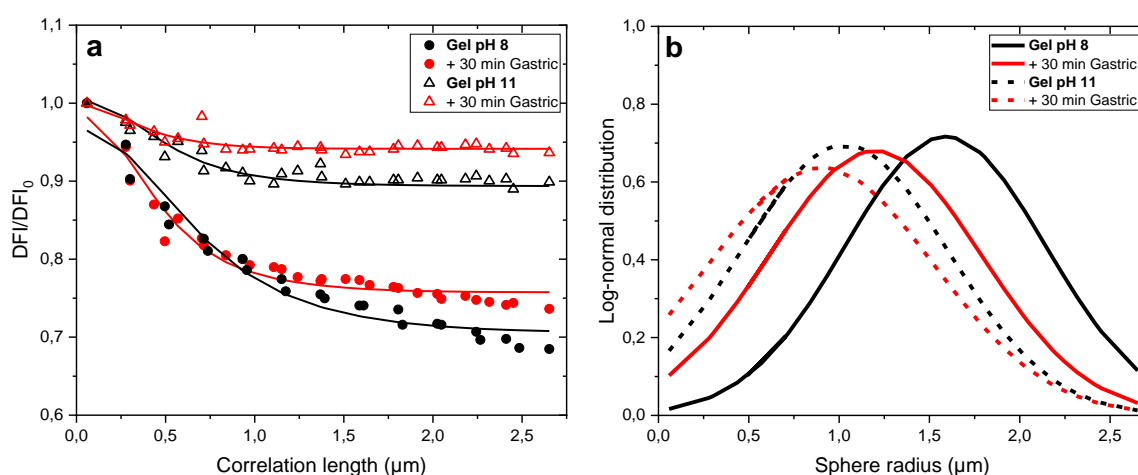 a
Gel pH 8
+ 30 min Gastric
Gel pH 11
+ 30 min Gastric
1,1
1,0
0,9
0,8
0,7
0,6
DFI/DFI0
0,0 0,5 1,0 1,5 2,0 2,5
Correlation length (µm)
b
Gel pH 8
+ 30 min Gastric
Gel pH 11
+ 30 min Gastric
1,0
0,8
0,6
0,4
0,2
0,0
Log-normal distribution
0,0 0,5 1,0 1,5 2,0 2,5
Sphere radius (µm)